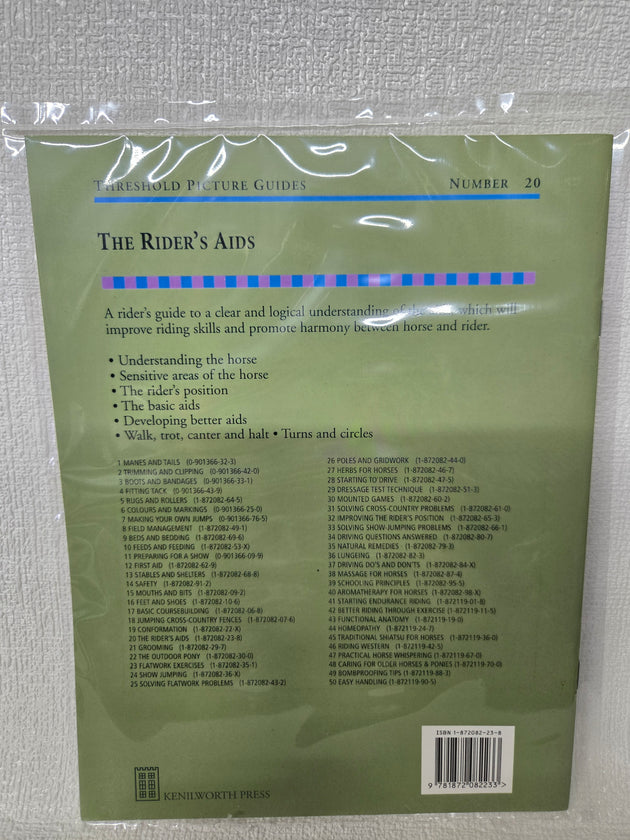 THRESHOLD PICTURE GUIDES NUMBER 20
THE RIDER'S AIDS
A rider's guide to a clear and logical understanding of the aids, which will
improve riding skills and promote harmony between horse and rider.
• Understanding the horse
• Sensitive areas of the horse
• The rider's position
• The basic aids
• Developing better aids
• Walk, trot, canter and halt • Turns and circles
1 MANES AND TAILS (0-901366-32-3)
2 TRIMMING AND CLIPPING (0-901366-42-0)
3 BOOTS AND BANDAGES (0-901366-33-1)
4 FITTING TACK (0-901366-43-9)
5 RUGS AND ROLLERS (1-872082-64-5)
6 COLOURS AND MARKINGS (0-901366-25-0)
7 MAKING YOUR OWN JUMPS (0-901366-76-5)
8 FIELD MANAGEMENT (1-872082-49-1)
9 BEDS AND BEDDING (0-872082-69-6)
10 FEEDS AND FEEDING (1-872082-53-X)
11 PREPARING FOR A SHOW (0-901366-09-9)
12 FIRST AID (1-872082-62-9)
13 STABLES AND SHELTERS (1-872082-68-8)
14 SAFETY (1-872082-91-2)
15 MOUTHS AND BITS (1-872082-09-2)
16 FEET AND SHOES (1-872082-10-6)
17 BASIC COURSEBUILDING (1-872082-06-8)
18 JUMPING CROSS-COUNTRY FENCES (1-872082-07-6)
19 CONFORMATION (1-872082-22-X)
20 THE RIDER'S AIDS (1-872082-23-8)
21 GROOMING (1-872082-29-7)
22 THE OUTDOOR PONY (1-872082-30-0)
23 FLATWORK EXERCISES (1-872082-35-1)
24 SHOW JUMPING (1-872082-36-X)
25 SOLVING FLATWORK PROBLEMS (1-872082-43-2)
26 POLES AND GRIDWORK (1-872082-44-0)
27 HERBS FOR HORSES (1-872082-46-7)
28 STARTING TO DRIVE (1-872082-47-5)
29 DRESSAGE TEST TECHNIQUE (1-872082-51-3)
30 MOUNTED GAMES (1-872082-60-2)
31 SOLVING CROSS-COUNTRY PROBLEMS (1-872082-61-0)
32 IMPROVING THE RIDER'S POSITION (1-872082-65-3)
33 SOLVING SHOW-JUMPING PROBLEMS (1-872082-66-1)
34 DRIVING QUESTIONS ANSWERED (1-872082-80-7)
35 NATURAL REMEDIES (1-872082-79-3)
36 LUNGEING (1-872082-82-3)
37 DRIVING DO'S AND DON'TS (1-872082-84-X)
38 MASSAGE FOR HORSES (1-872082-87-4)
39 SCHOOLING PRINCIPLES (1-872082-95-5)
40 AROMATHERAPY FOR HORSES (1-872082-98-X)
41 STARTING ENDURANCE RIDING (1-872119-01-8)
42 BETTER RIDING THROUGH EXERCISE (1-872119-11-5)
43 FUNCTIONAL ANATOMY (1-872119-19-0)
44 HOMEOPATHY (1-872119-24-7)
45 TRADITIONAL SHIATSU FOR HORSES (1-872119-36-0)
46 RIDING WESTERN (1-872119-42-5)
47 PRACTICAL HORSE WHISPERING (1-872119-67-0)
48 CARING FOR OLDER HORSES & PONIES (1-872119-70-0)
49 BOMBPROOFING TIPS (1-872119-88-3)
50 EASY HANDLING (1-872119-90-5)
ISBN 1-872082-23-8
9 781872 082233 >
KENILWORTH PRESS